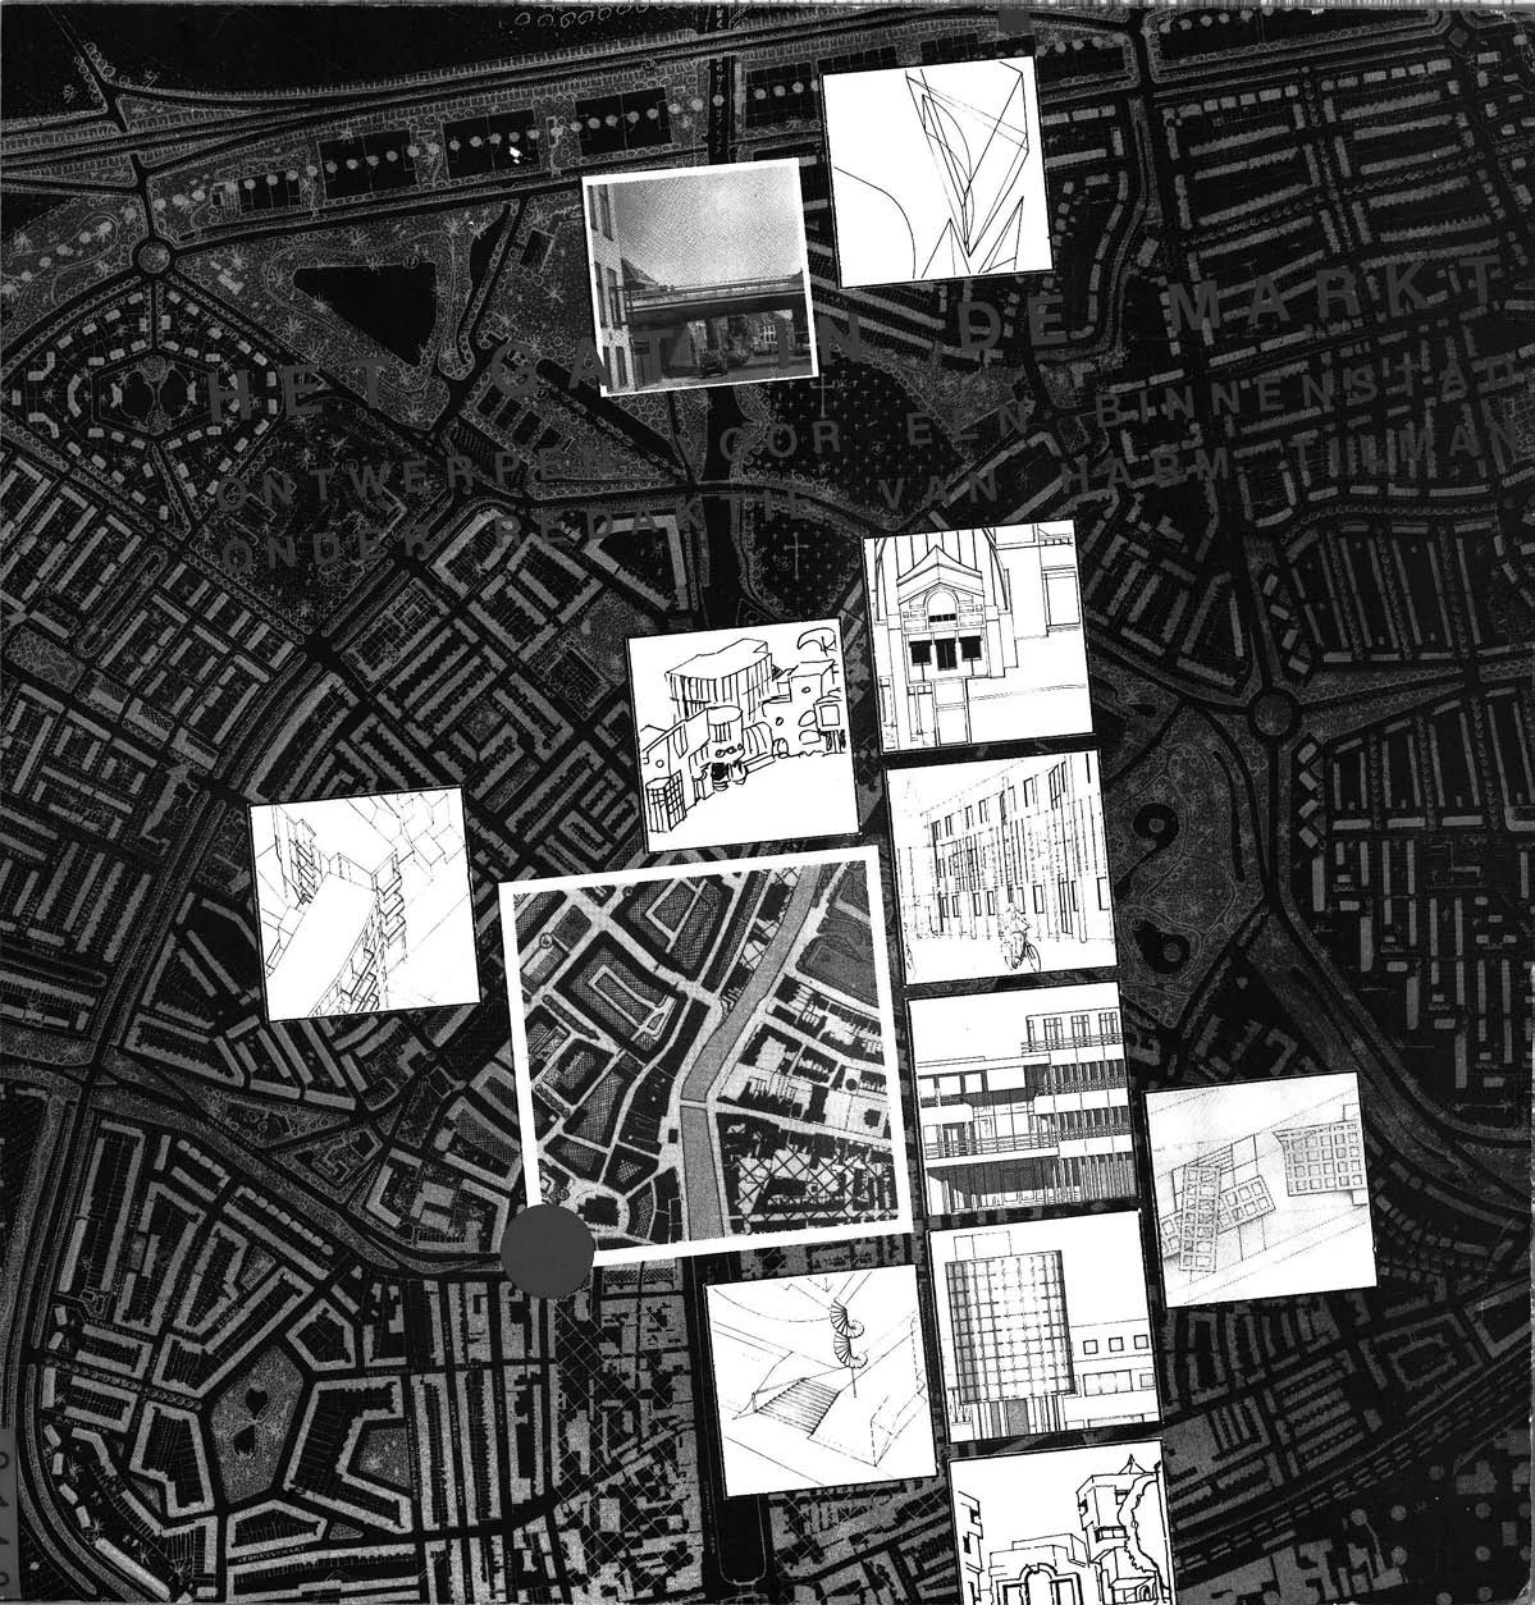 HET GAT IN DE MARKT
ONTWERPEN VOOR EEN BINNENSTAD
ONDER REDAKTIE VAN HARM TILMAN